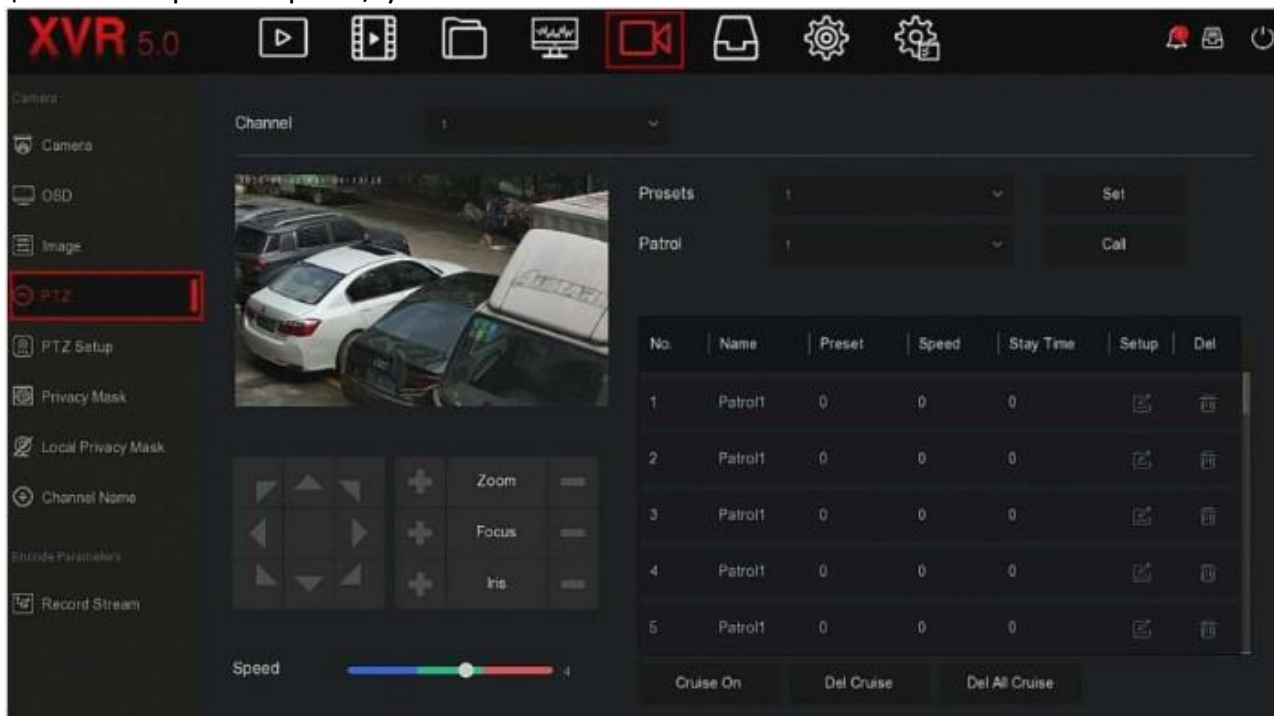 XVR 5.0
Camera
Camera
OSD
Image
PTZ
PTZ Setup
Privacy Mask
Local Privacy Mask
Channel Name
Encode Parameters
Record Stream
Channel 1
Presets 1 Set
Patrol 1 Call
No. Name Preset Speed Stay Time Setup Del
1 Patrol1 0 0 0
2 Patrol1 0 0 0
3 Patrol1 0 0 0
4 Patrol1 0 0 0
5 Patrol1 0 0 0
Zoom
Focus
Iris
Speed 4
Cruise On Del Cruise Del All Cruise